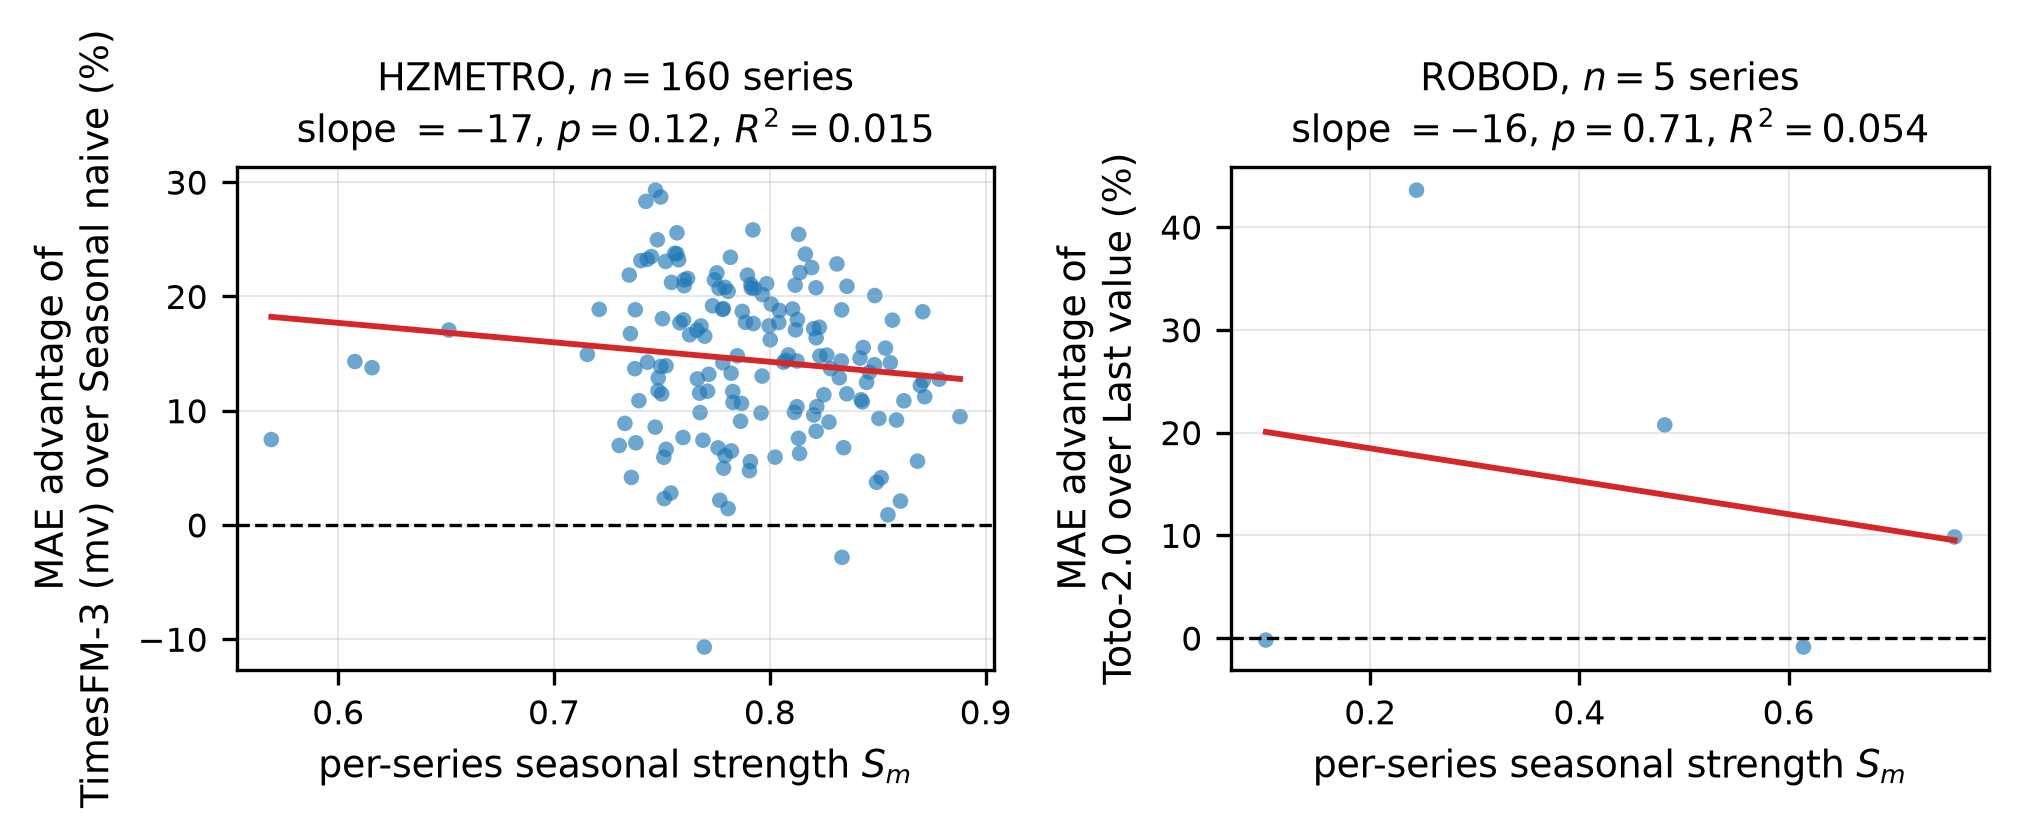 HZMETRO, n = 160 series
slope = −17, p = 0.12, R² = 0.015
MAE advantage of
TimesFM-3 (mv) over Seasonal naive (%)
30
20
10
0
−10
0.6 0.7 0.8 0.9
per-series seasonal strength Sₘ
ROBOD, n = 5 series
slope = −16, p = 0.71, R² = 0.054
MAE advantage of
Toto-2.0 over Last value (%)
40
30
20
10
0
0.2 0.4 0.6
per-series seasonal strength Sₘ